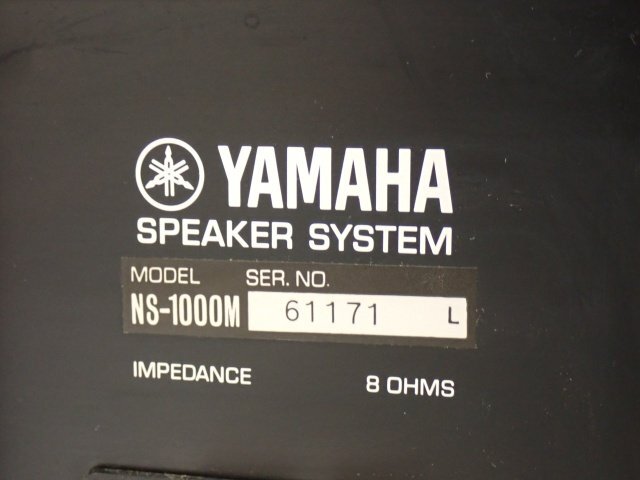 YAMAHA
SPEAKER SYSTEM
MODEL SER. NO.
NS-1000M 61171 L
IMPEDANCE 8 OHMS